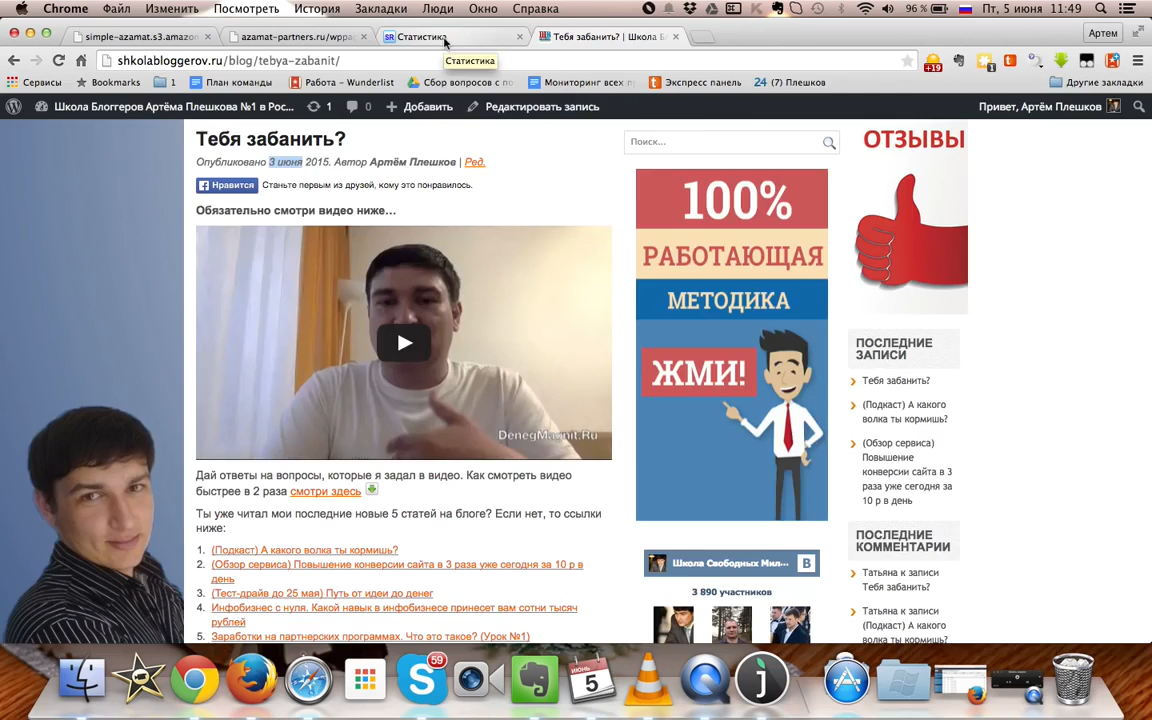 Chrome Файл Изменить Посмотреть История Закладки Люди Окно Справка 96% Пт, 5 июня 11:49
simple-azamat.s3.amazon
azamat-partners.ru/wppa
SR Статистика
Тебя забанить? | Школа Б
Артем
shkolabloggerov.ru/blog/tebya-zabanit/
Статистика
+19
1
Сервисы Bookmarks 1 План команды Работа – Wunderlist Сбор вопросов с по Мониторинг всех п Экспресс панель 24 (7) Плешков Другие закладки
Школа Блоггеров Артёма Плешкова №1 в Рос... 1 0 Добавить Редактировать запись Привет, Артём Плешков
Тебя забанить?
Опубликовано 3 июня 2015. Автор Артём Плешков | Ред.
Нравится Станьте первым из друзей, кому это понравилось.
Обязательно смотри видео ниже...
DenegMagnit.Ru
Дай ответы на вопросы, которые я задал в видео. Как смотреть видео
быстрее в 2 раза смотри здесь
Ты уже читал мои последние новые 5 статей на блоге? Если нет, то ссылки
ниже:
1. (Подкаст) А какого волка ты кормишь?
2. (Обзор сервиса) Повышение конверсии сайта в 3 раза уже сегодня за 10 р в
день
3. (Тест-драйв до 25 мая) Путь от идеи до денег
4. Инфобизнес с нуля. Какой навык в инфобизнесе принесет вам сотни тысяч
рублей
5. Заработки на партнерских программах. Что это такое? (Урок №1)
Поиск...
100%
РАБОТАЮЩАЯ
МЕТОДИКА
ЖМИ!
Школа Свободных Мил... В
3 890 участников
ОТЗЫВЫ
ПОСЛЕДНИЕ
ЗАПИСИ
Тебя забанить?
(Подкаст) А какого
волка ты кормишь?
(Обзор сервиса)
Повышение
конверсии сайта в 3
раза уже сегодня за
10 р в день
ПОСЛЕДНИЕ
КОММЕНТАРИИ
Татьяна к записи
Тебя забанить?
Татьяна к записи
(Подкаст) А какого
волка ты кормишь?
59
ИЮНЬ
5